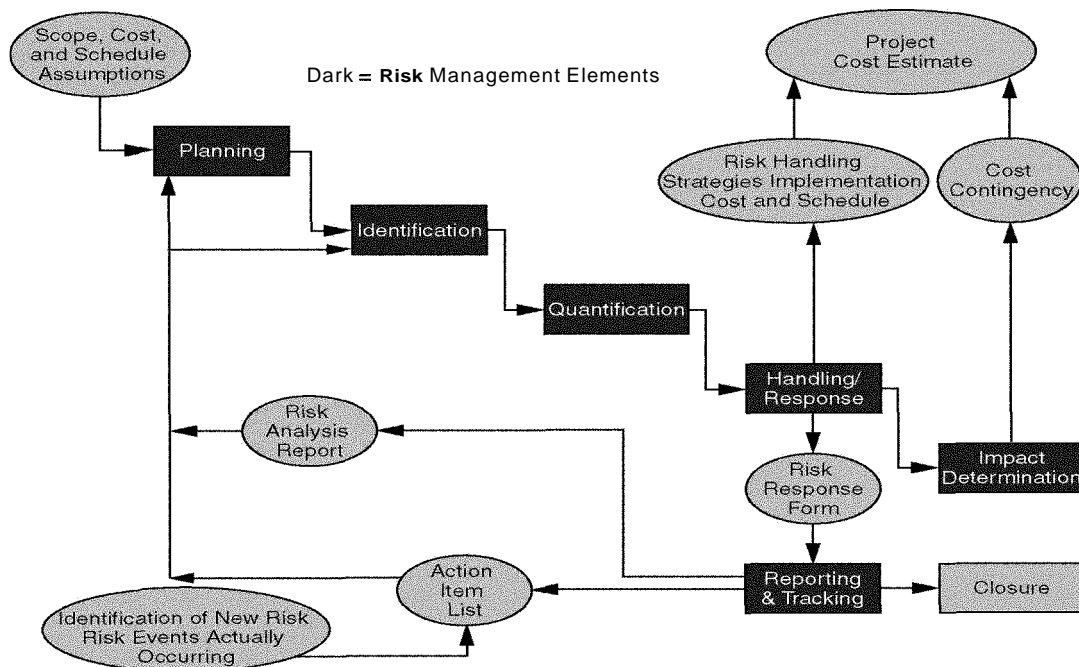 Scope, Cost,
and Schedule
Assumptions
Dark = Risk Management Elements
Project
Cost Estimate
Planning
Risk Handling
Strategies Implementation
Cost and Schedule
Cost
Contingency
Identification
Quantification
Handling/
Response
Risk
Analysis
Report
Impact
Determination
Risk
Response
Form
Action
Item
List
Reporting
& Tracking
Closure
Identification of New Risk
Risk Events Actually
Occurring